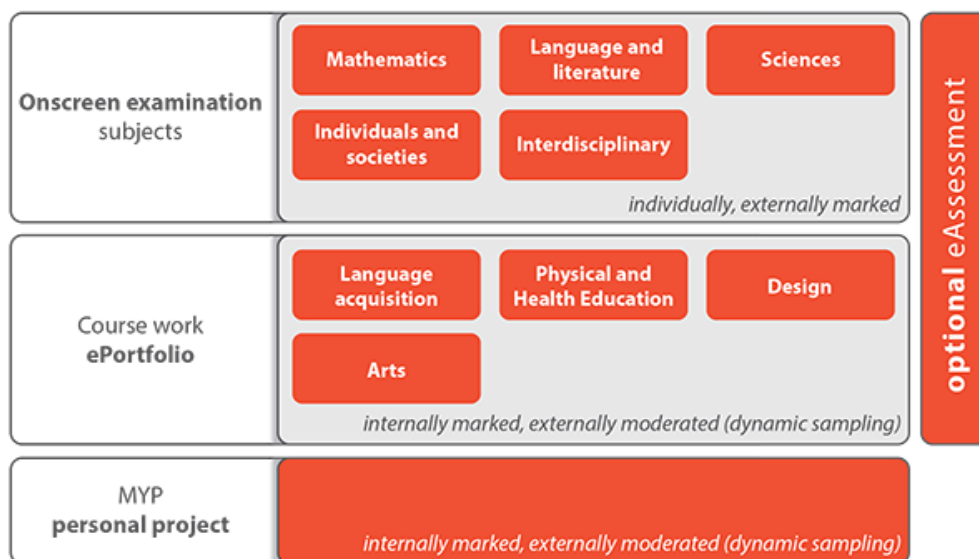 Onscreen examination
subjects
Mathematics
Language and
literature
Sciences
Individuals and
societies
Interdisciplinary
individually, externally marked
Course work
ePortfolio
Language
acquisition
Physical and
Health Education
Design
Arts
internally marked, externally moderated (dynamic sampling)
optional eAssessment
MYP
personal project
internally marked, externally moderated (dynamic sampling)